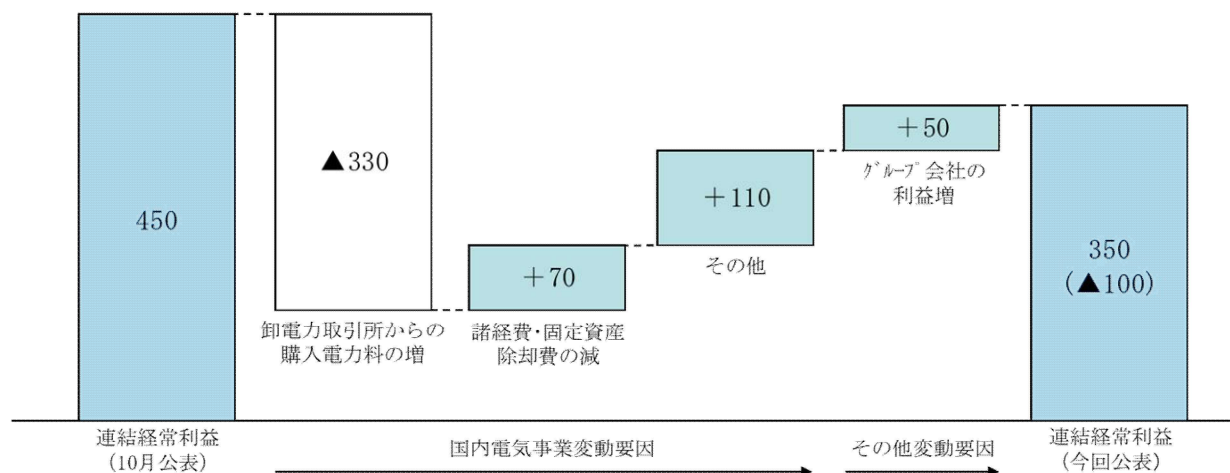 450
▲330
卸電力取引所からの
購入電力料の増
+70
諸経費・固定資産
除却費の減
+110
その他
+50
グループ会社の
利益増
350
(▲100)
連結経常利益
(10月公表)
国内電気事業変動要因
その他変動要因
連結経常利益
(今回公表)